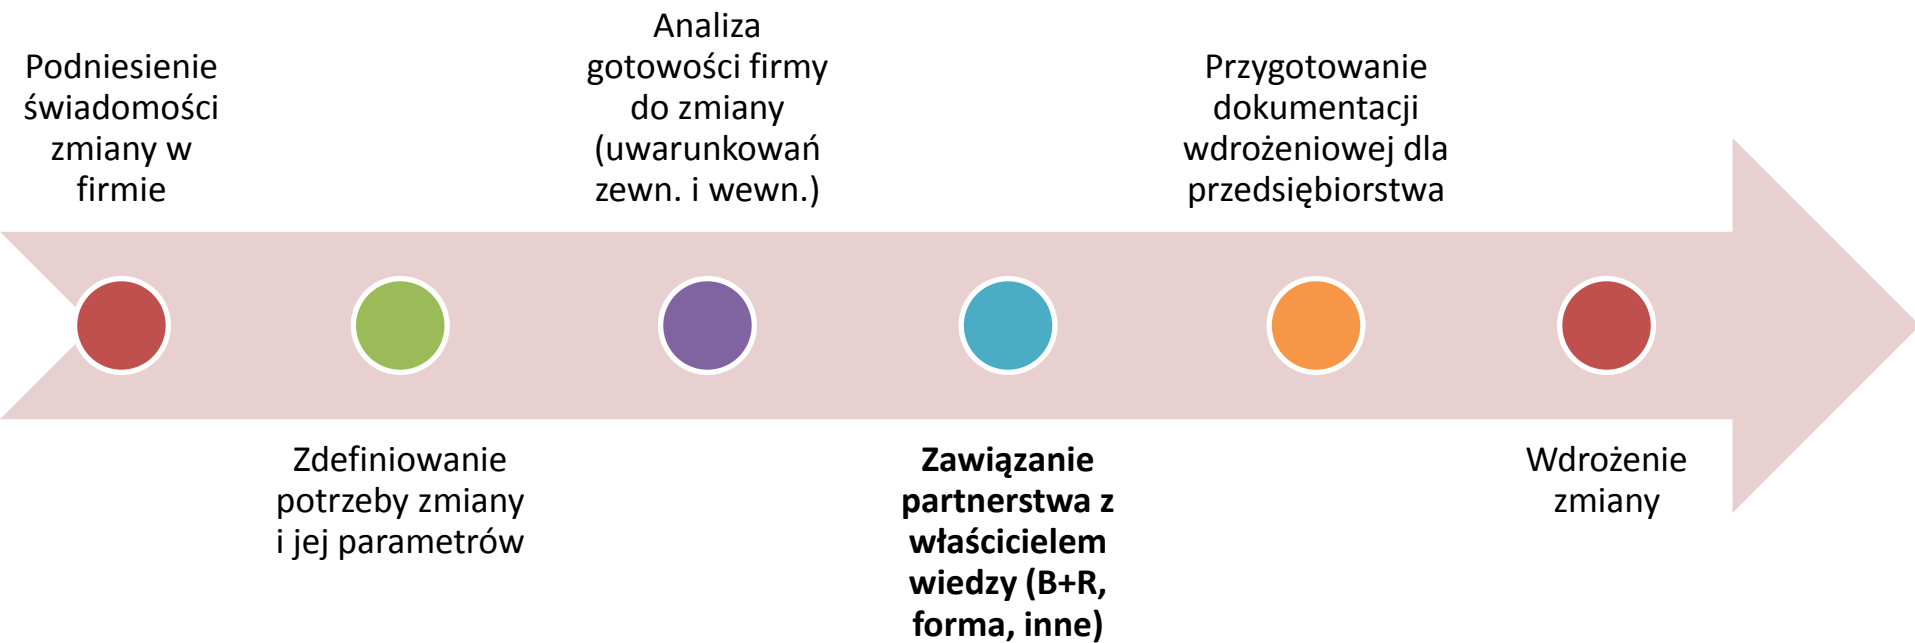 Podniesienie
świadomości
zmiany w
firmie
Zdefiniowanie
potrzeby zmiany
i jej parametrów
Analiza
gotowości firmy
do zmiany
(uwarunkowań
zewn. i wewn.)
Zawiązanie
partnerstwa z
właścicielem
wiedzy (B+R,
forma, inne)
Przygotowanie
dokumentacji
wdrożeniowej dla
przedsiębiorstwa
Wdrożenie
zmiany